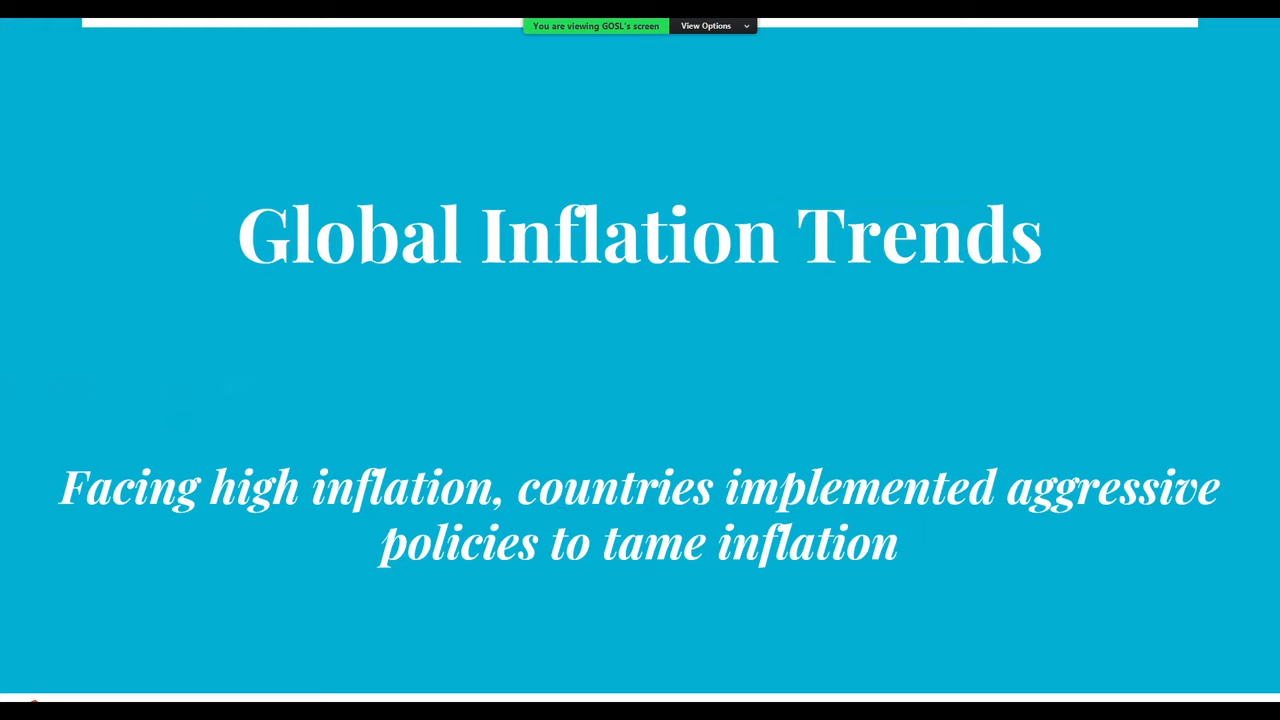 You are viewing GOSL's screen View Options
Global Inflation Trends
Facing high inflation, countries implemented aggressive
policies to tame inflation